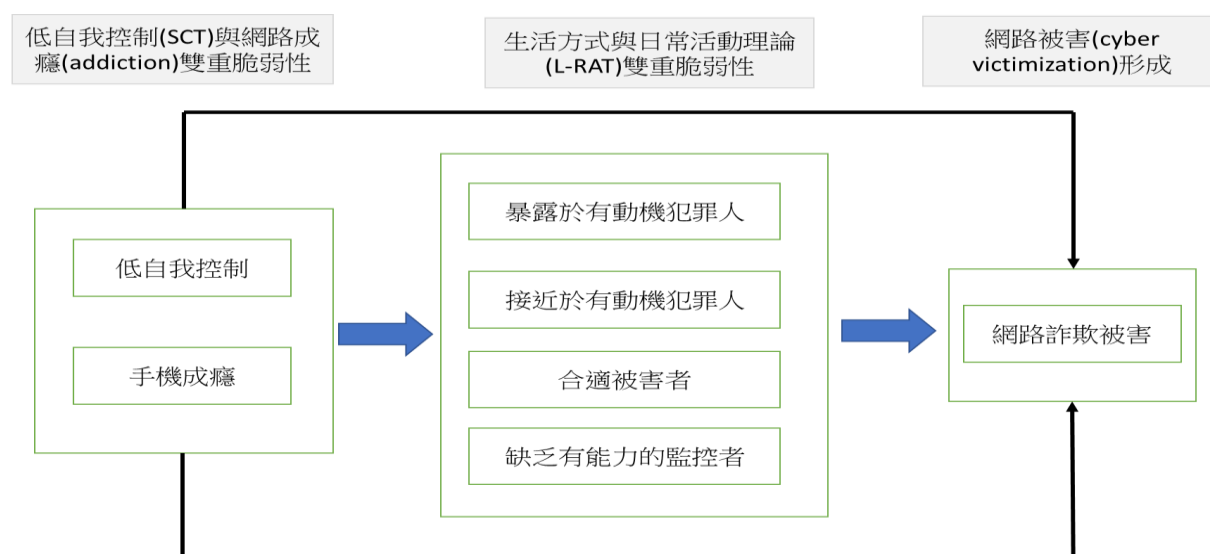 低自我控制(SCT)與網路成
癮(addiction)雙重脆弱性
生活方式與日常活動理論
(L-RAT)雙重脆弱性
網路被害(cyber
victimization)形成
低自我控制
手機成癮
暴露於有動機犯罪人
接近於有動機犯罪人
合適被害者
缺乏有能力的監控者
網路詐欺被害